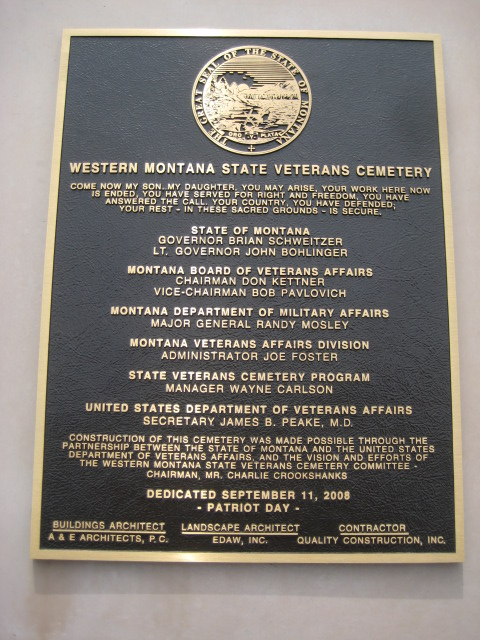 THE GREAT SEAL OF THE STATE OF MONTANA
ORO Y PLATA
WESTERN MONTANA STATE VETERANS CEMETERY
COME NOW MY SON..MY DAUGHTER, YOU MAY ARISE, YOUR WORK HERE NOW
IS ENDED, YOU HAVE SERVED FOR RIGHT AND FREEDOM, YOU HAVE
ANSWERED THE CALL. YOUR COUNTRY, YOU HAVE DEFENDED;
YOUR REST - IN THESE SACRED GROUNDS - IS SECURE.
STATE OF MONTANA
GOVERNOR BRIAN SCHWEITZER
LT. GOVERNOR JOHN BOHLINGER
MONTANA BOARD OF VETERANS AFFAIRS
CHAIRMAN DON KETTNER
VICE-CHAIRMAN BOB PAVLOVICH
MONTANA DEPARTMENT OF MILITARY AFFAIRS
MAJOR GENERAL RANDY MOSLEY
MONTANA VETERANS AFFAIRS DIVISION
ADMINISTRATOR JOE FOSTER
STATE VETERANS CEMETERY PROGRAM
MANAGER WAYNE CARLSON
UNITED STATES DEPARTMENT OF VETERANS AFFAIRS
SECRETARY JAMES B. PEAKE, M.D.
CONSTRUCTION OF THIS CEMETERY WAS MADE POSSIBLE THROUGH THE
PARTNERSHIP BETWEEN THE STATE OF MONTANA AND THE UNITED STATES
DEPARTMENT OF VETERANS AFFAIRS, AND THE VISION AND EFFORTS OF
THE WESTERN MONTANA STATE VETERANS CEMETERY COMMITTEE -
CHAIRMAN, MR. CHARLIE CROOKSHANKS
DEDICATED SEPTEMBER 11, 2008
- PATRIOT DAY -
BUILDINGS ARCHITECT LANDSCAPE ARCHITECT CONTRACTOR
A & E ARCHITECTS, P.C. EDAW, INC. QUALITY CONSTRUCTION, INC.